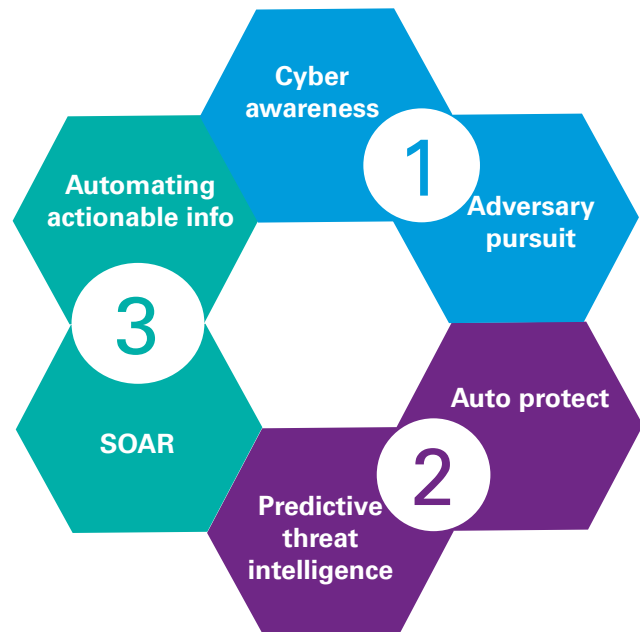 Cyber
awareness
1
Adversary
pursuit
Auto protect
2
Predictive
threat
intelligence
SOAR
3
Automating
actionable info